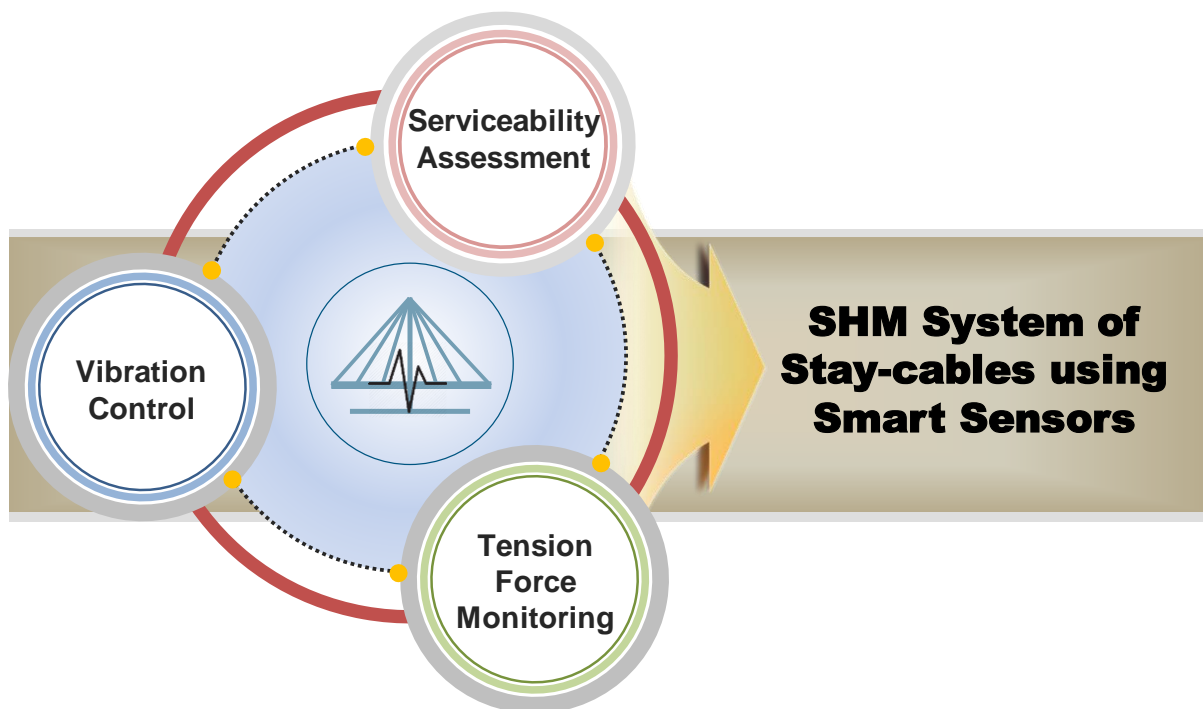 Serviceability
Assessment
Vibration
Control
Tension
Force
Monitoring
SHM System of
Stay-cables using
Smart Sensors